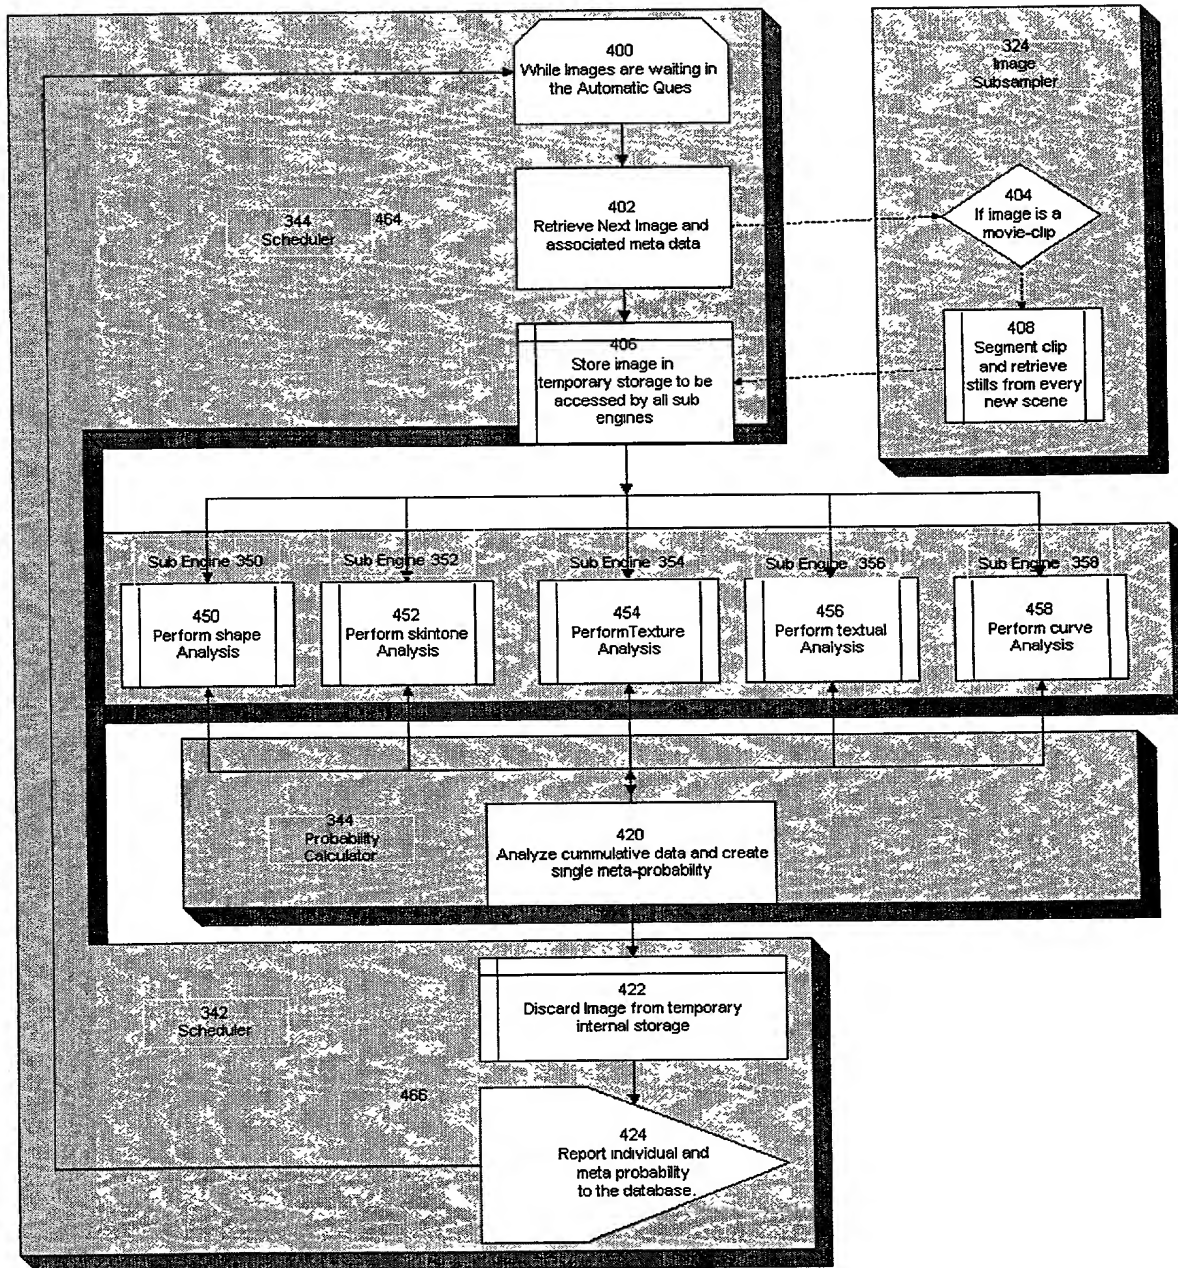 400
While Images are waiting in
the Automatic Ques
324
Image
Subsampler
402
Retrieve Next Image and
associated meta data
404
If image is a
movie-clip
344
Scheduler
464
406
Store image in
temporary storage to be
accessed by all sub
engines
408
Segment clip
and retrieve
stills from every
new scene
Sub Engine 350
Sub Engine 352
Sub Engine 354
Sub Engine 356
Sub Engine 358
450
Perform shape
Analysis
452
Perform skintone
Analysis
454
PerformTexture
Analysis
456
Perform textual
Analysis
458
Perform curve
Analysis
344
Probability
Calculator
420
Analyze cummulative data and create
single meta-probability
342
Scheduler
422
Discard Image from temporary
internal storage
466
424
Report individual and
meta probability
to the database.